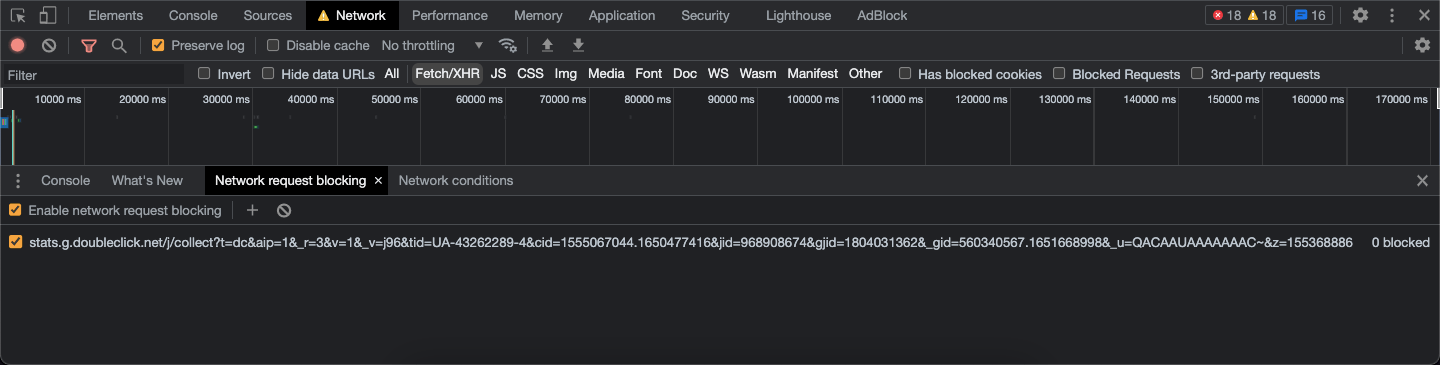 Elements Console Sources Network Performance Memory Application Security Lighthouse AdBlock 18 18 16
Preserve log Disable cache No throttling
Filter Invert Hide data URLs All Fetch/XHR JS CSS Img Media Font Doc WS Wasm Manifest Other Has blocked cookies Blocked Requests 3rd-party requests
10000 ms 20000 ms 30000 ms 40000 ms 50000 ms 60000 ms 70000 ms 80000 ms 90000 ms 100000 ms 110000 ms 120000 ms 130000 ms 140000 ms 150000 ms 160000 ms 170000 ms
Console What's New Network request blocking × Network conditions
Enable network request blocking
stats.g.doubleclick.net/j/collect?t=dc&aip=1&_r=3&v=1&_v=j96&tid=UA-43262289-4&cid=1555067044.1650477416&jid=968908674&gjid=1804031362&_gid=560340567.1651668998&_u=QACAAUAAAAAAAC~&z=155368886 0 blocked